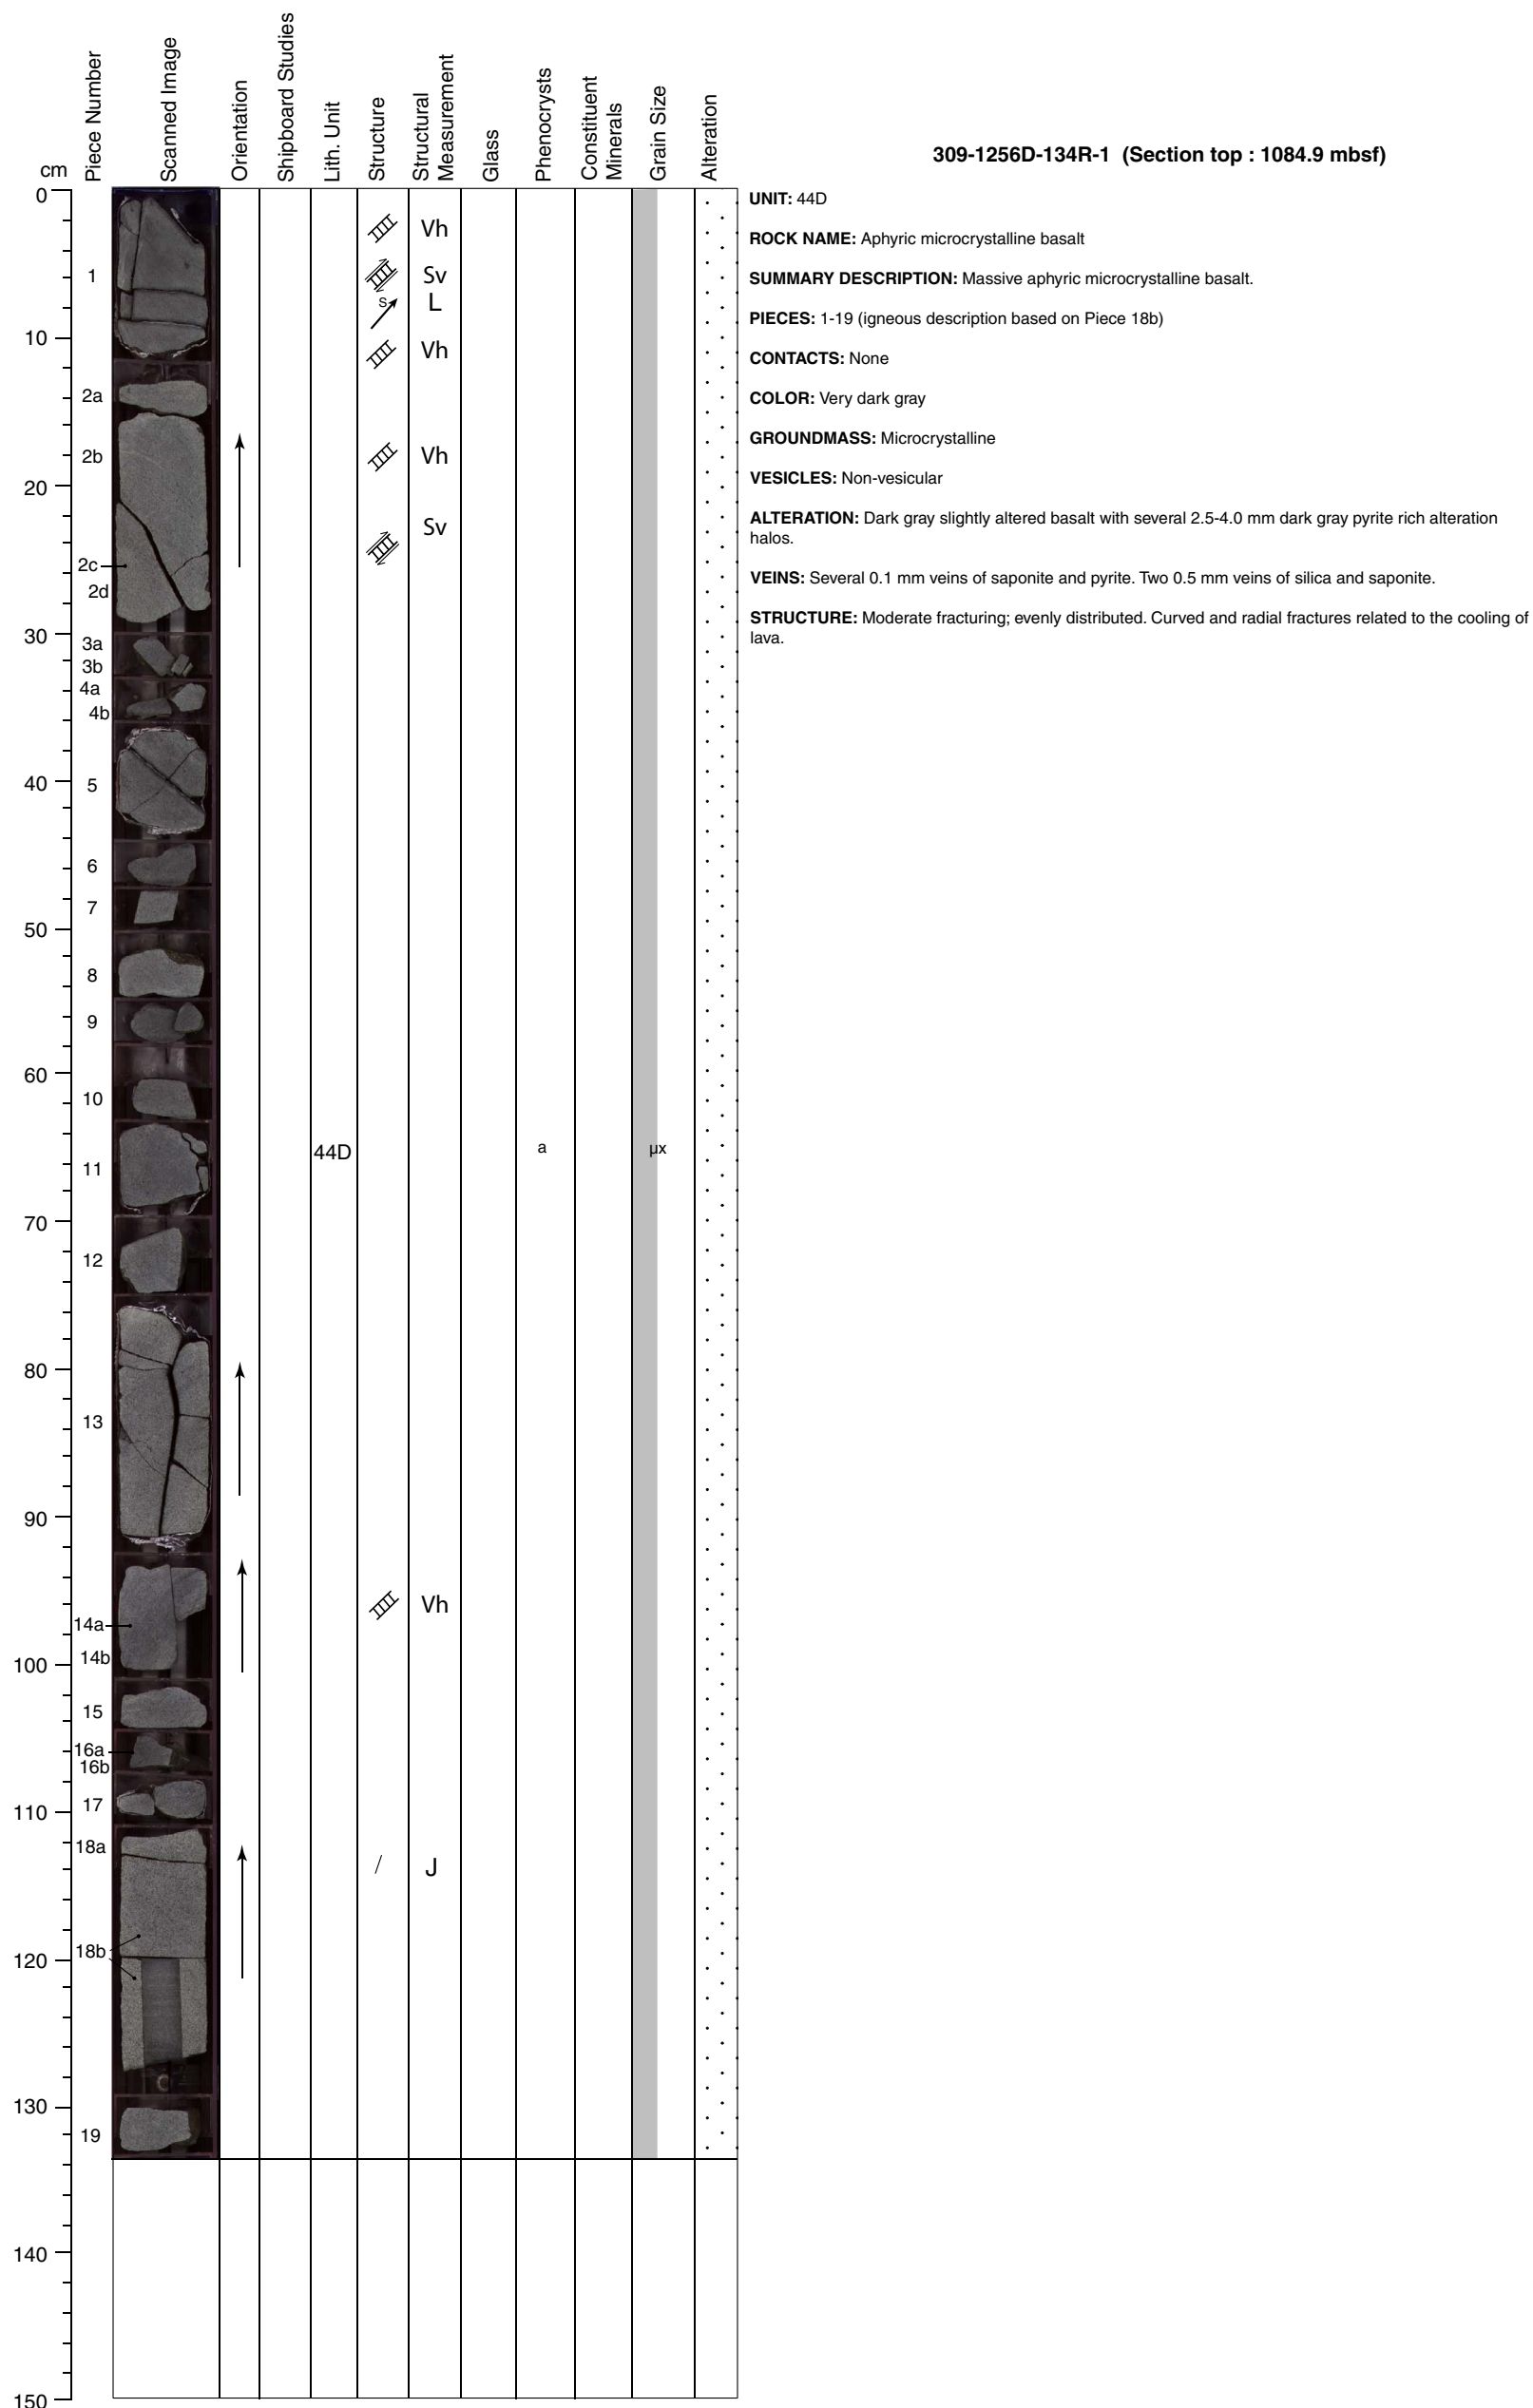 cm
Piece Number
Scanned Image
Orientation
Shipboard Studies
Lith. Unit
Structure
Structural
Measurement
Glass
Phenocrysts
Cnstituent
Minerals
Grain Size
Alteration
309-1256D-134R-1 (Section top : 1084.9 mbsf)
UNIT: 44D
ROCK NAME: Aphyric microcrystalline basalt
SUMMARY DESCRIPTION: Massive aphyric microcrystalline basalt.
PIECES: 1-19 (igneous description based on Piece 18b)
CONTACTS: None
COLOR: Very dark gray
GROUNDMASS: Microcrystalline
VESICLES: Non-vesicular
ALTERATION: Dark gray slightly altered basalt with several 2.5-4.0 mm dark gray pyrite rich alteration
halos.
VEINS: Several 0.1 mm veins of saponite and pyrite. Two 0.5 mm veins of silica and saponite.
STRUCTURE: Moderate fracturing; evenly distributed. Curved and radial fractures related to the cooling of
lava.
0
10
20
30
40
50
60
70
80
90
100
110
120
130
140
150
1
2a
2b
2c
2d
3a
3b
4a
4b
5
6
7
8
9
10
11
12
13
14a
14b
15
16a
16b
17
18a
18b
19
44D
Vh
Sv
S
L
Vh
Vh
Sv
Vh
J
a
µx